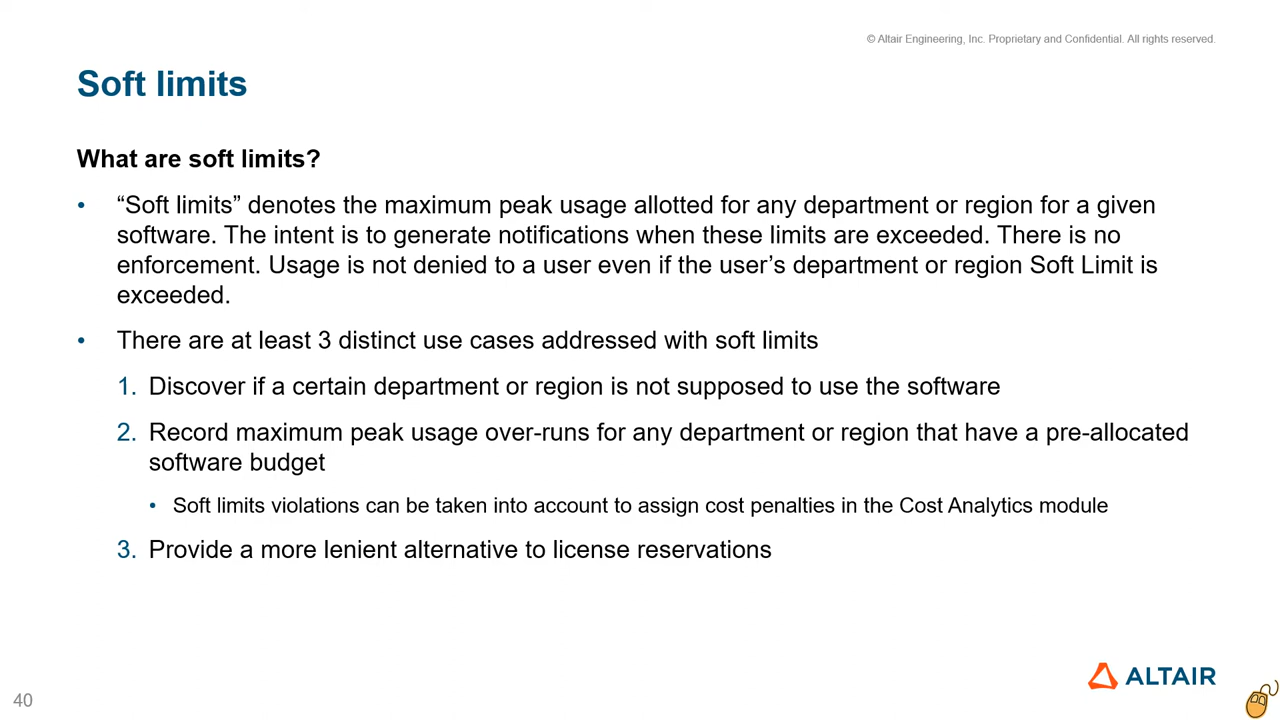 © Altair Engineering, Inc. Proprietary and Confidential. All rights reserved.
Soft limits
What are soft limits?
• “Soft limits” denotes the maximum peak usage allotted for any department or region for a given
software. The intent is to generate notifications when these limits are exceeded. There is no
enforcement. Usage is not denied to a user even if the user’s department or region Soft Limit is
exceeded.
• There are at least 3 distinct use cases addressed with soft limits
1. Discover if a certain department or region is not supposed to use the software
2. Record maximum peak usage over-runs for any department or region that have a pre-allocated
software budget
• Soft limits violations can be taken into account to assign cost penalties in the Cost Analytics module
3. Provide a more lenient alternative to license reservations
ALTAIR
40